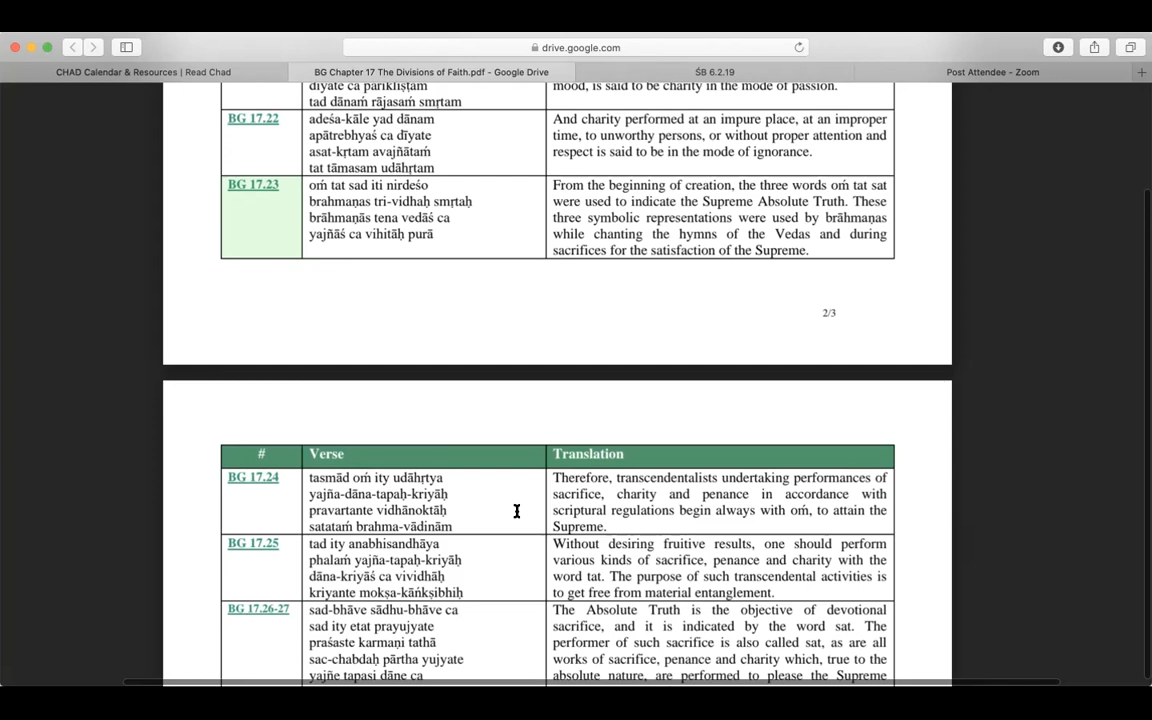 drive.google.com
CHAD Calendar & Resources | Read Chad
BG Chapter 17 The Divisions of Faith.pdf - Google Drive
ŚB 6.2.19
Post Attendee - Zoom
dīyate ca parikliṣṭaṁ
mood, is said to be charity in the mode of passion.
tad dānaṁ rājasaṁ smṛtam
BG 17.22
adeśa-kāle yad dānam
And charity performed at an impure place, at an improper
apātrebhyaś ca dīyate
time, to unworthy persons, or without proper attention and
asat-kṛtam avajñātaṁ
respect is said to be in the mode of ignorance.
tat tāmasam udāhṛtam
BG 17.23
oṁ tat sad iti nirdeśo
From the beginning of creation, the three words oṁ tat sat
brahmaṇas tri-vidhaḥ smṛtaḥ
were used to indicate the Supreme Absolute Truth. These
brāhmaṇās tena vedāś ca
three symbolic representations were used by brāhmaṇas
yajñāś ca vihitāḥ purā
while chanting the hymns of the Vedas and during
sacrifices for the satisfaction of the Supreme.
2/3
#
Verse
Translation
BG 17.24
tasmād oṁ ity udāhṛtya
Therefore, transcendentalists undertaking performances of
yajña-dāna-tapaḥ-kriyāḥ
sacrifice, charity and penance in accordance with
pravartante vidhānoktāḥ
scriptural regulations begin always with oṁ, to attain the
satataṁ brahma-vādinām
Supreme.
BG 17.25
tad ity anabhisandhāya
Without desiring fruitive results, one should perform
phalaṁ yajña-tapaḥ-kriyāḥ
various kinds of sacrifice, penance and charity with the
dāna-kriyāś ca vividhāḥ
word tat. The purpose of such transcendental activities is
kriyante mokṣa-kāṅkṣibhiḥ
to get free from material entanglement.
BG 17.26-27
sad-bhāve sādhu-bhāve ca
The Absolute Truth is the objective of devotional
sad ity etat prayujyate
sacrifice, and it is indicated by the word sat. The
praśaste karmaṇi tathā
performer of such sacrifice is also called sat, as are all
sac-chabdaḥ pārtha yujyate
works of sacrifice, penance and charity which, true to the
yajñe tapasi dāne ca
absolute nature, are performed to please the Supreme